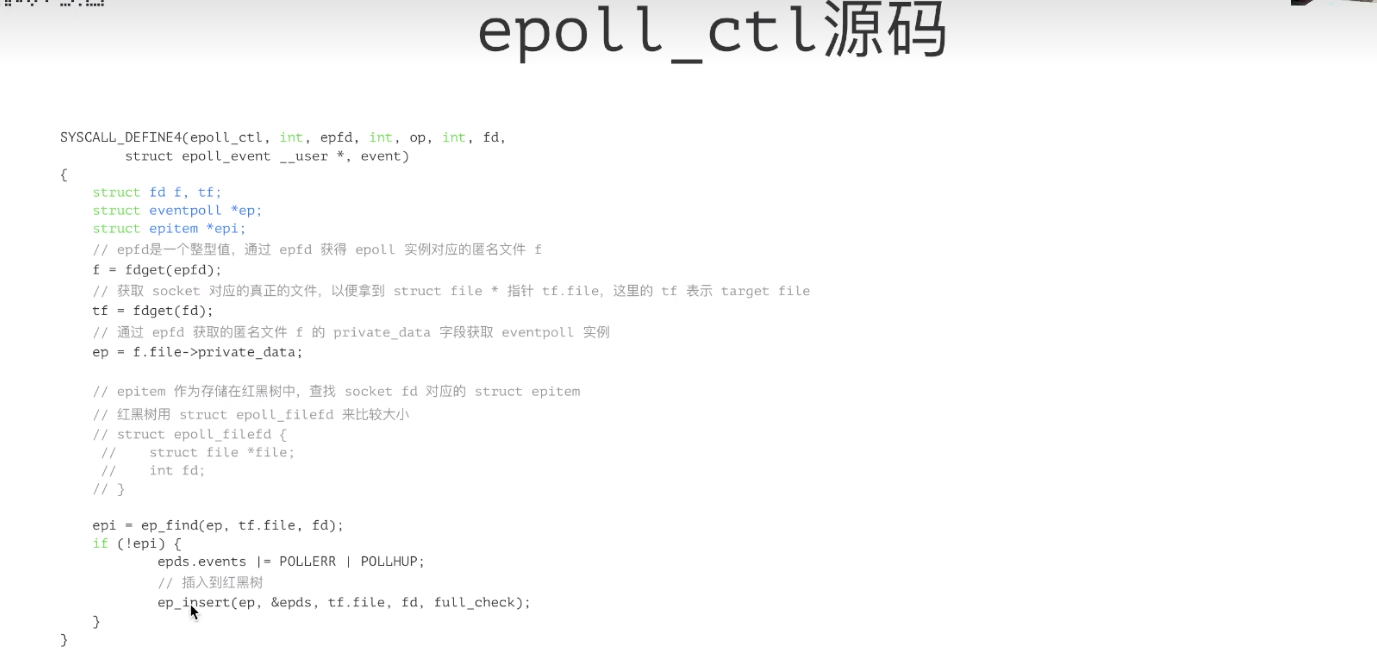 epoll_ctl源码
SYSCALL_DEFINE4(epoll_ctl, int, epfd, int, op, int, fd,
        struct epoll_event __user *, event)
{
    struct fd f, tf;
    struct eventpoll *ep;
    struct epitem *epi;
    // epfd是一个整型值，通过 epfd 获得 epoll 实例对应的匿名文件 f
    f = fdget(epfd);
    // 获取 socket 对应的真正的文件，以便拿到 struct file * 指针 tf.file，这里的 tf 表示 target file
    tf = fdget(fd);
    // 通过 epfd 获取的匿名文件 f 的 private_data 字段获取 eventpoll 实例
    ep = f.file->private_data;
    // epitem 作为存储在红黑树中，查找 socket fd 对应的 struct epitem
    // 红黑树用 struct epoll_filefd 来比较大小
    // struct epoll_filefd {
     //    struct file *file;
     //    int fd;
    // }
    epi = ep_find(ep, tf.file, fd);
    if (!epi) {
            epds.events |= POLLERR | POLLHUP;
            // 插入到红黑树
            ep_insert(ep, &epds, tf.file, fd, full_check);
    }
}